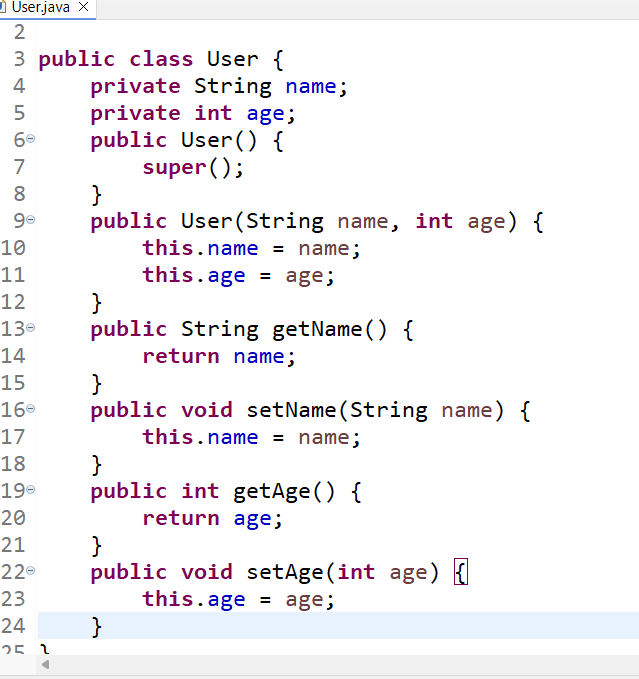 User.java
2
3 public class User {
4     private String name;
5     private int age;
6     public User() {
7         super();
8     }
9     public User(String name, int age) {
10         this.name = name;
11         this.age = age;
12     }
13     public String getName() {
14         return name;
15     }
16     public void setName(String name) {
17         this.name = name;
18     }
19     public int getAge() {
20         return age;
21     }
22     public void setAge(int age) {
23         this.age = age;
24     }
25 }